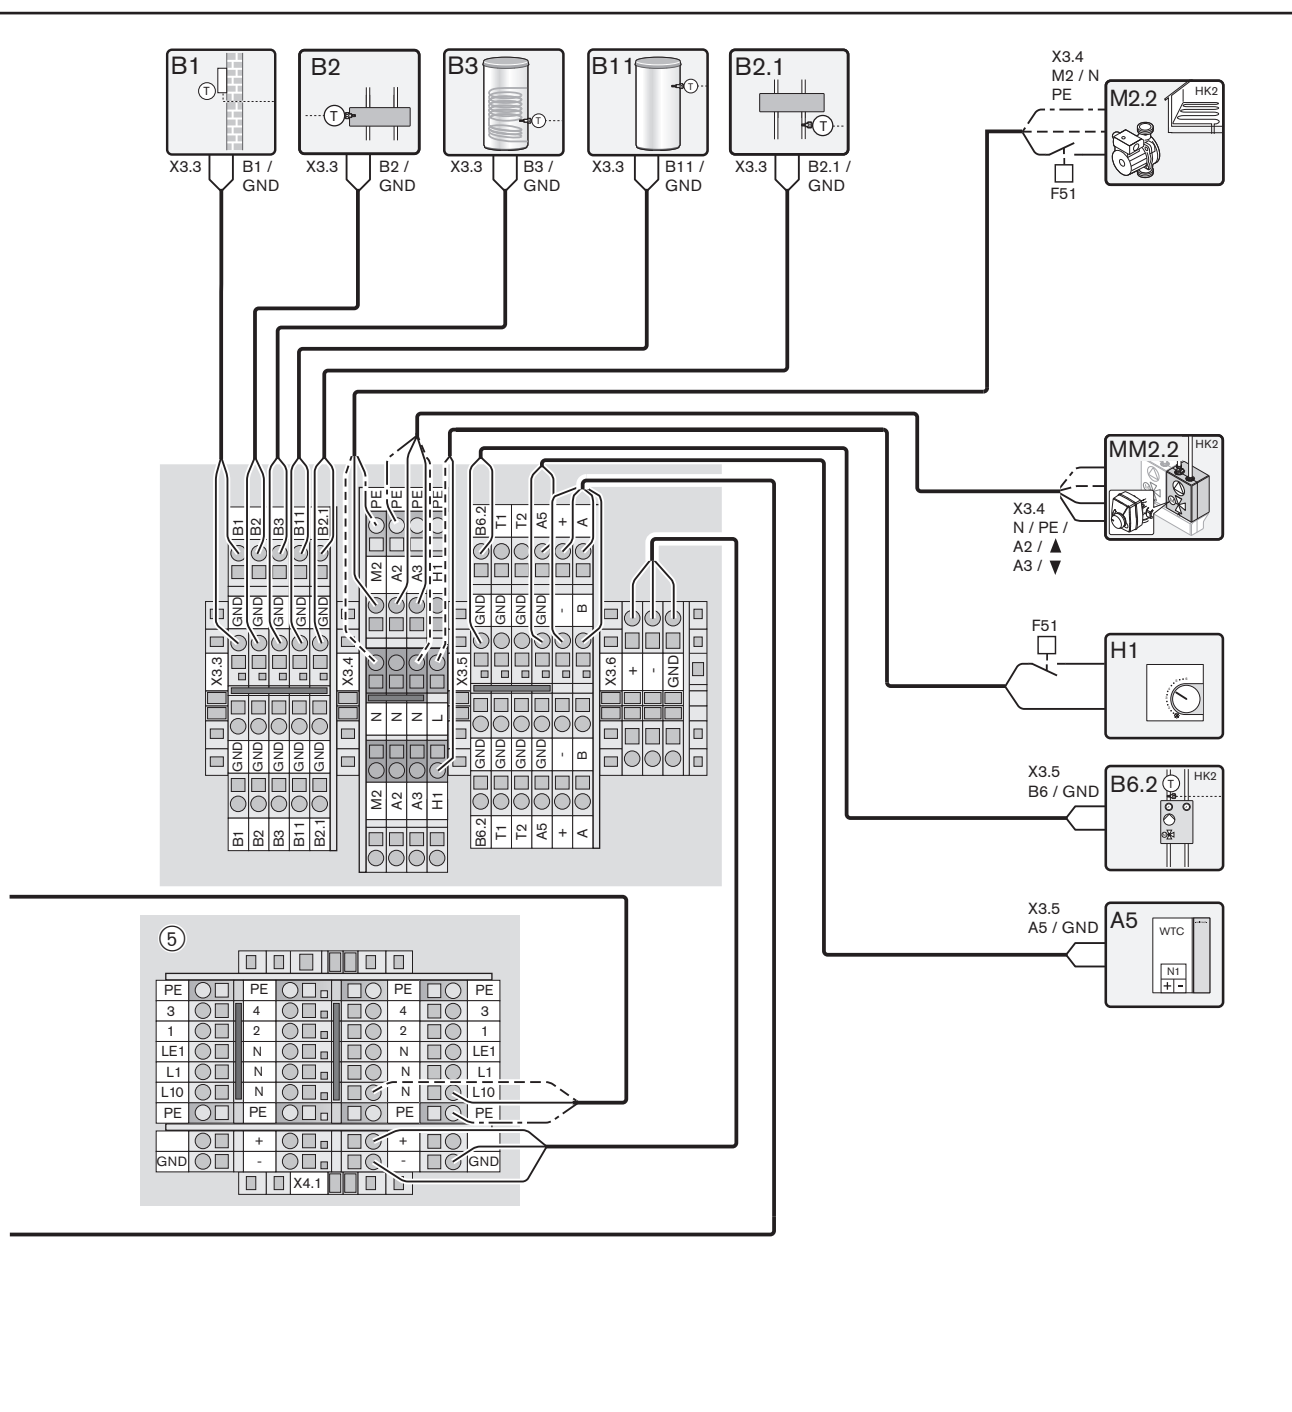 B1
T
B2
T
B3
T
B11
T
B2.1
T
X3.3
B1 /
GND
X3.3
B2 /
GND
X3.3
B3 /
GND
X3.3
B11 /
GND
X3.3
B2.1 /
GND
X3.4
M2 / N
PE
F51
M2.2
HK2
MM2.2
HK2
X3.4
N / PE /
A2 / ▲
A3 / ▼
F51
H1
X3.5
B6 / GND
B6.2
T
HK2
X3.5
A5 / GND
A5
WTC
N1
+ -
B1 B2 B3 B11 B2.1
PE PE PE PE
B6.2 T1 T2 A5 + A
M2 A2 A3 H1
GND GND GND GND GND
GND GND GND GND - B
X3.3
X3.4
X3.5
X3.6
+ - GND
N N N L
GND GND GND GND GND
GND GND GND GND - B
M2 A2 A3 H1
B1 B2 B3 B11 B2.1
B6.2 T1 T2 A5 + A
5
PE PE PE PE
3 4 4 3
1 2 2 1
LE1 N N LE1
L1 N N L1
L10 N N L10
PE PE PE PE
+ +
GND - - GND
X4.1